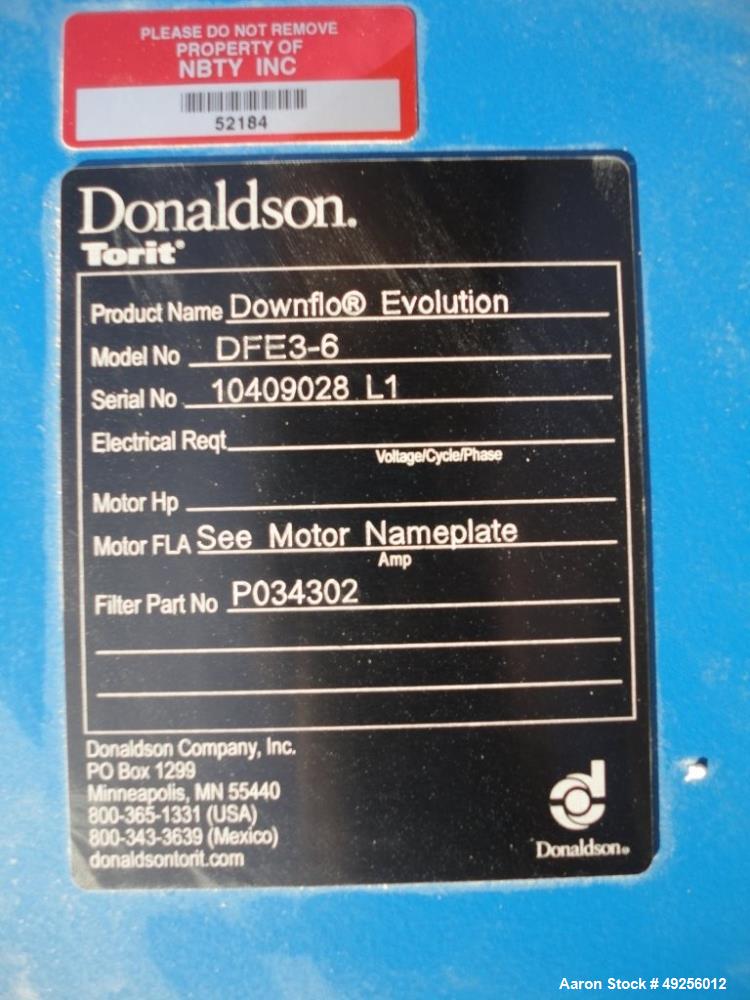 PLEASE DO NOT REMOVE
PROPERTY OF
NBTY INC
52184
Donaldson.
Torit®
Product Name Downflo® Evolution
Model No DFE3-6
Serial No 10409028 L1
Electrical Reqt
Voltage/Cycle/Phase
Motor Hp
Motor FLA See Motor Nameplate
Amp
Filter Part No P034302
Donaldson Company, Inc.
PO Box 1299
Minneapolis, MN 55440
800-365-1331 (USA)
800-343-3639 (Mexico)
donaldsontorit.com
Donaldson®
Aaron Stock # 49256012